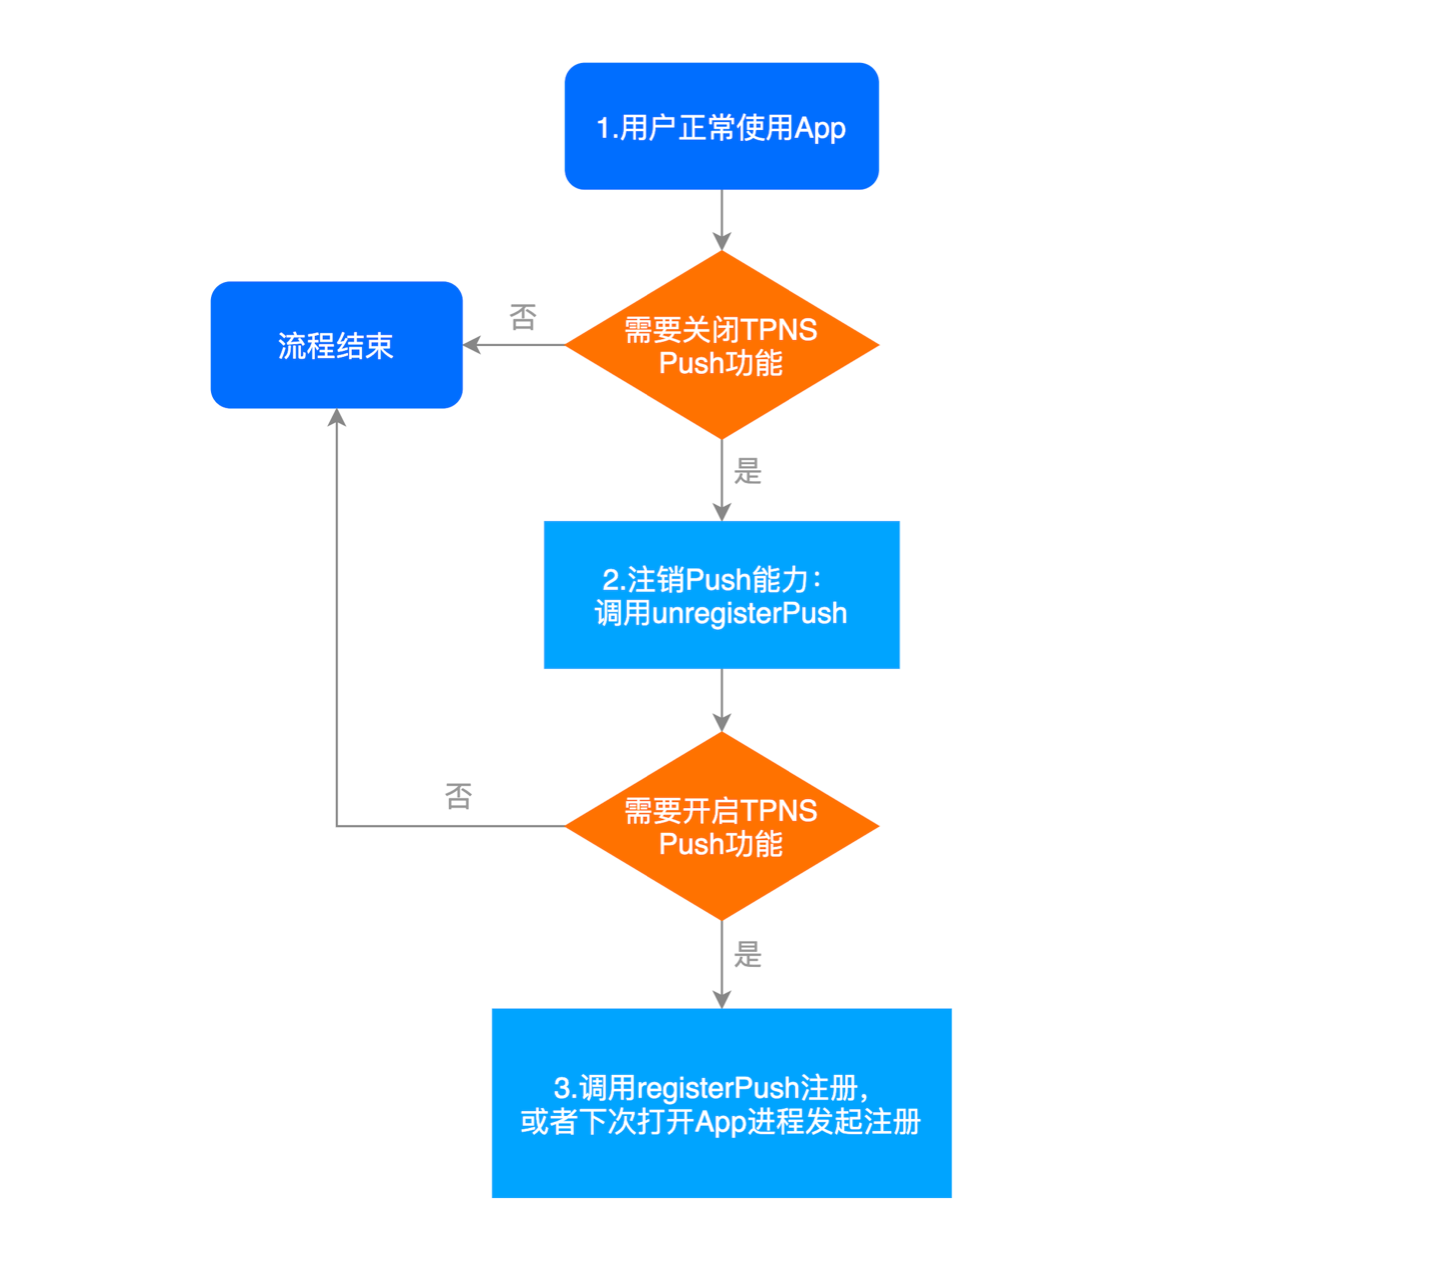 1.用户正常使用App
需要关闭TPNS
Push功能
否
流程结束
是
2.注销Push能力：
调用unregisterPush
需要开启TPNS
Push功能
否
是
3.调用registerPush注册，
或者下次打开App进程发起注册